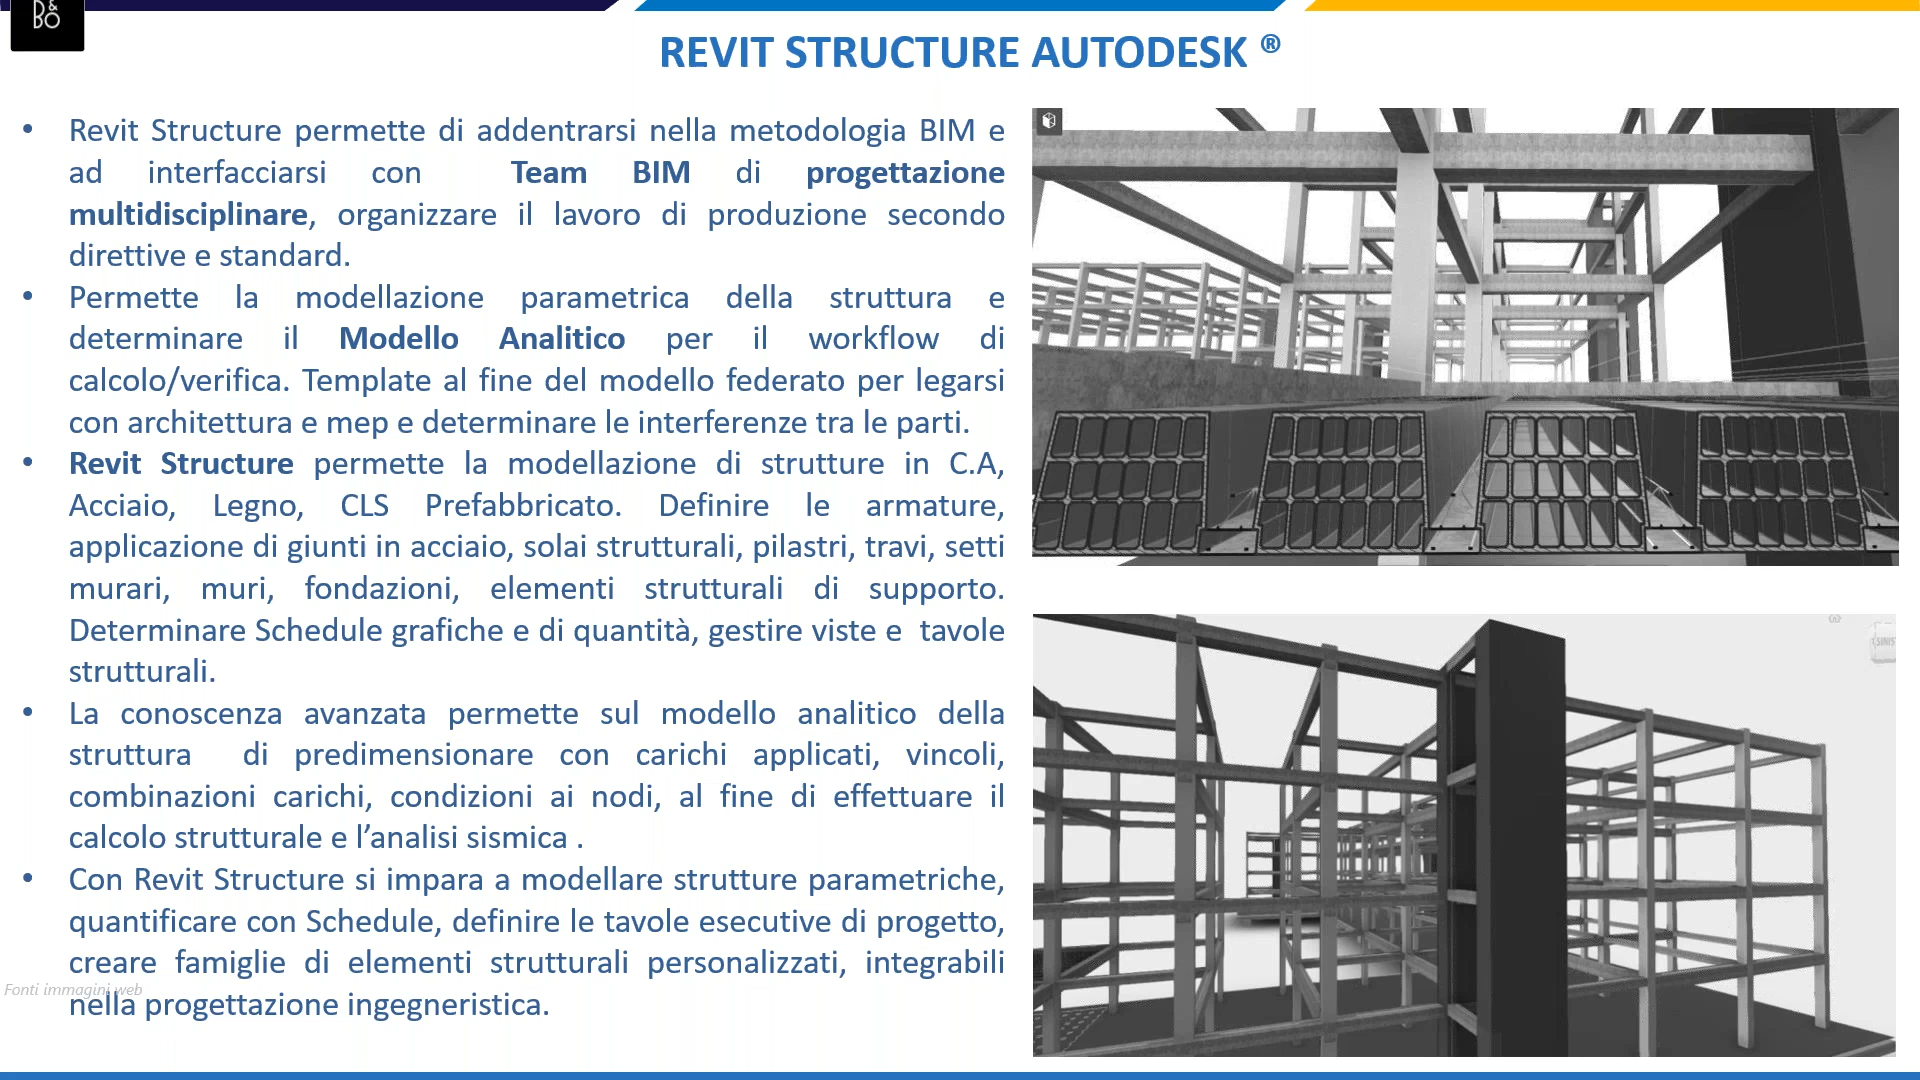 D&
BO
REVIT STRUCTURE AUTODESK ®
• Revit Structure permette di addentrarsi nella metodologia BIM e
ad interfacciarsi con Team BIM di progettazione
multidisciplinare, organizzare il lavoro di produzione secondo
direttive e standard.
• Permette la modellazione parametrica della struttura e
determinare il Modello Analitico per il workflow di
calcolo/verifica. Template al fine del modello federato per legarsi
con architettura e mep e determinare le interferenze tra le parti.
• Revit Structure permette la modellazione di strutture in C.A,
Acciaio, Legno, CLS Prefabbricato. Definire le armature,
applicazione di giunti in acciaio, solai strutturali, pilastri, travi, setti
murari, muri, fondazioni, elementi strutturali di supporto.
Determinare Schedule grafiche e di quantità, gestire viste e tavole
strutturali.
• La conoscenza avanzata permette sul modello analitico della
struttura di predimensionare con carichi applicati, vincoli,
combinazioni carichi, condizioni ai nodi, al fine di effettuare il
calcolo strutturale e l’analisi sismica .
• Con Revit Structure si impara a modellare strutture parametriche,
quantificare con Schedule, definire le tavole esecutive di progetto,
creare famiglie di elementi strutturali personalizzati, integrabili
nella progettazione ingegneristica.
Fonti immagini web
SINIS